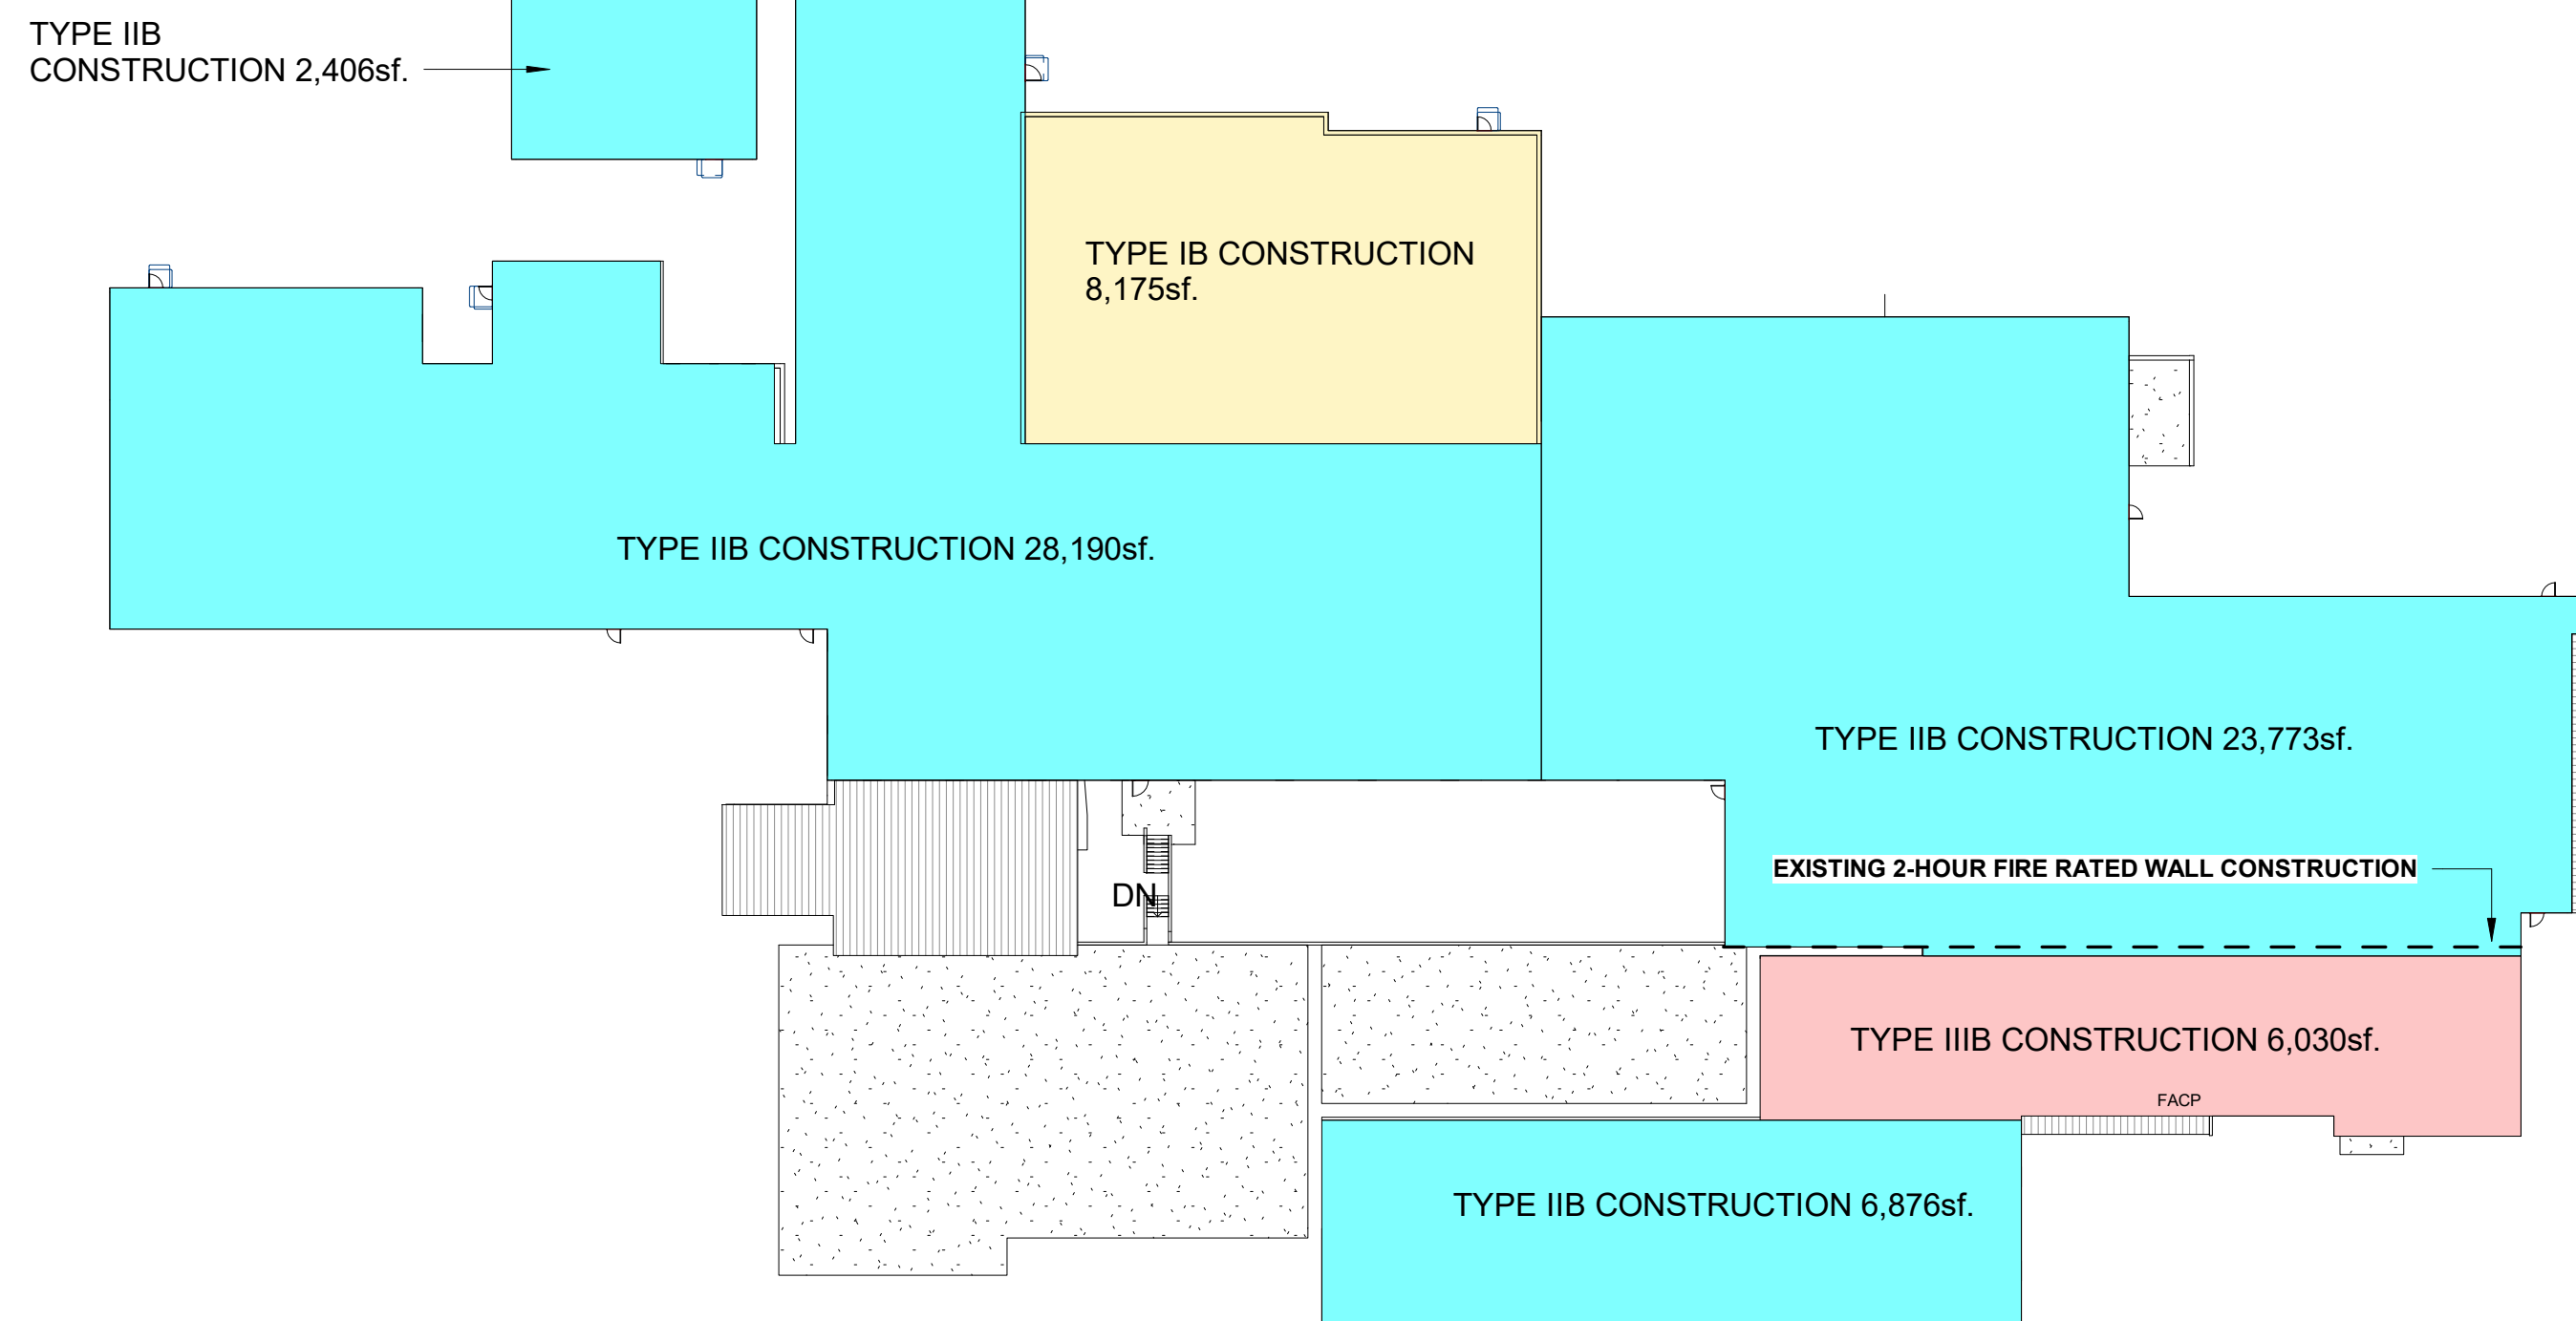 TYPE IIB
CONSTRUCTION 2,406sf.
TYPE IB CONSTRUCTION
8,175sf.
TYPE IIB CONSTRUCTION 28,190sf.
TYPE IIB CONSTRUCTION 23,773sf.
EXISTING 2-HOUR FIRE RATED WALL CONSTRUCTION
DN
TYPE IIIB CONSTRUCTION 6,030sf.
FACP
TYPE IIB CONSTRUCTION 6,876sf.